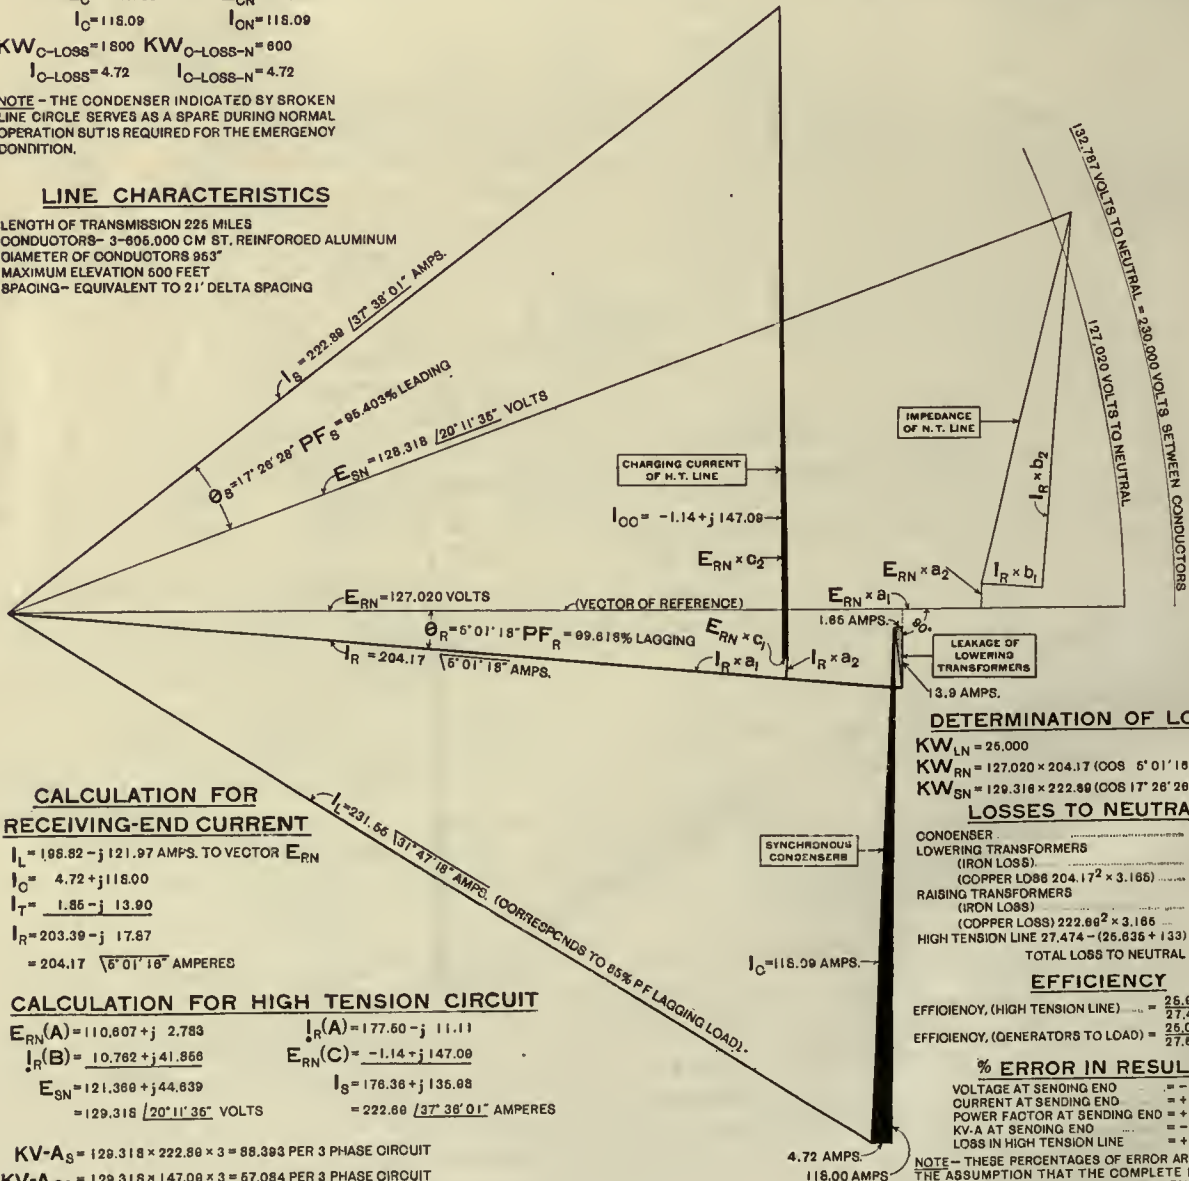 I_C=118.09 I_CN=118.09
KW_C-LOSS=1800 KW_C-LOSS-N=600
I_C-LOSS=4.72 I_C-LOSS-N=4.72
NOTE - THE CONDENSER INDICATED BY BROKEN
LINE CIRCLE SERVES AS A SPARE DURING NORMAL
OPERATION BUT IS REQUIRED FOR THE EMERGENCY
CONDITION.
LINE CHARACTERISTICS
LENGTH OF TRANSMISSION 225 MILES
CONDUCTORS- 3-605,000 CM ST. REINFORCED ALUMINUM
DIAMETER OF CONDUCTORS 953"
MAXIMUM ELEVATION 500 FEET
SPACING- EQUIVALENT TO 21' DELTA SPACING
I_S = 222.89 /37° 38' 01" AMPS.
θ_S=17° 26' 28" PF_S=95.403% LEADING
E_SN=128.318 /20° 11' 35" VOLTS
CHARGING CURRENT
OF H.T. LINE
I_CC = -1.14+j 147.09
E_RN × c_2
IMPEDANCE
OF H.T. LINE
I_R × b_2
132.787 VOLTS TO NEUTRAL = 230,000 VOLTS BETWEEN CONDUCTORS
127.020 VOLTS TO NEUTRAL
E_RN × a_2
I_R × b_1
E_RN=127.020 VOLTS
(VECTOR OF REFERENCE)
E_RN × a_1
1.65 AMPS.
90°
θ_R=5° 01' 18" PF_R=99.618% LAGGING
E_RN × c_1
I_R = 204.17 \5° 01' 18" AMPS.
I_R × a_1
I_R × a_2
LEAKAGE OF
LOWERING
TRANSFORMERS
13.9 AMPS.
DETERMINATION OF LO
KW_LN = 25,000
KW_RN = 127.020 × 204.17 (COS 5° 01' 16
KW_SN = 129.316 × 222.89 (COS 17° 26' 26
LOSSES TO NEUTRA
CONDENSER
LOWERING TRANSFORMERS
(IRON LOSS)
(COPPER LOSS 204.17² × 3.165)
RAISING TRANSFORMERS
(IRON LOSS)
(COPPER LOSS) 222.69² × 3.165
HIGH TENSION LINE 27,474 - (25,635 + 133)
TOTAL LOSS TO NEUTRAL
EFFICIENCY
EFFICIENCY, (HIGH TENSION LINE) =
EFFICIENCY, (GENERATORS TO LOAD) =
% ERROR IN RESUL
VOLTAGE AT SENDING END = -
CURRENT AT SENDING END = +
POWER FACTOR AT SENDING END = +
KV-A AT SENDING END = -
LOSS IN HIGH TENSION LINE = +
NOTE - THESE PERCENTAGES OF ERROR AR
THE ASSUMPTION THAT THE COMPLETE
CALCULATION FOR
RECEIVING-END CURRENT
I_L = 196.82 - j 121.97 AMPS. TO VECTOR E_RN
I_C = 4.72 + j118.00
I_T = 1.85 - j 13.90
I_R = 203.39 - j 17.87
= 204.17 \5° 01' 18" AMPERES
I_L=231.55 \31° 47' 18" AMPS. (CORRESPONDS TO 85% PF LAGGING LOAD).
SYNCHRONOUS
CONDENSERS
I_C=118.09 AMPS.
4.72 AMPS.
118.00 AMPS
CALCULATION FOR HIGH TENSION CIRCUIT
E_RN(A) = 110,607 + j 2,783 I_R(A) = 177.50 - j 11.11
I_R(B) = 10,762 + j 41,856 E_RN(C) = -1.14 + j 147.09
E_SN = 121,369 + j 44,639 I_S = 176.36 + j 135.98
= 129,318 /20° 11' 35" VOLTS = 222.69 /37° 36' 01" AMPERES
KV-A_S = 129.318 × 222.89 × 3 = 86,393 PER 3 PHASE CIRCUIT
= 129.318 × 147.09 × 3 = 57,084 PER 3 PHASE CIRCUIT